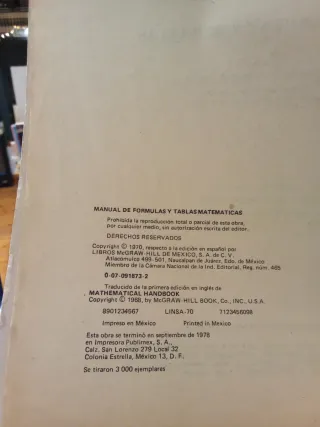 MANUAL DE FORMULAS Y TABLAS MATEMATICAS
Prohibida la reproducción total o parcial de esta obra,
por cualquier medio, sin autorización escrita del editor.
DERECHOS RESERVADOS
Copyright © 1970, respecto a la edición en español por
LIBROS McGRAW-HILL DE MEXICO, S. A. de C. V.
Atlacomulco 499-501, Naucalpan de Juárez, Edo. de México
Miembro de la Cámara Nacional de la Ind. Editorial, Reg. núm. 465
0-07-091673-2
Traducido de la primera edición en inglés de
MATHEMATICAL HANDBOOK
Copyright © 1968, by McGRAW-HILL BOOK, Co., INC., U.S.A.
8901234567 LINSA-70 7123456098
Impreso en México Printed in Mexico
Esta obra se terminó en septiembre de 1978
en Impresora Publimex, S. A.,
Calz. San Lorenzo 279 Local 32
Colonia Estrella, México 13, D. F.
Se tiraron 3 000 ejemplares